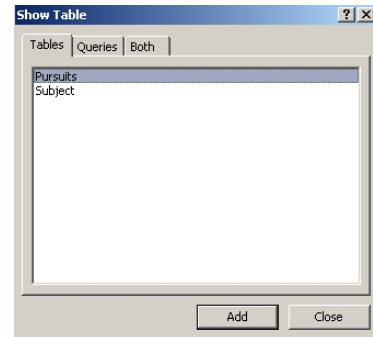 Show Table
Tables Queries Both
Pursuits
Subject
Add Close